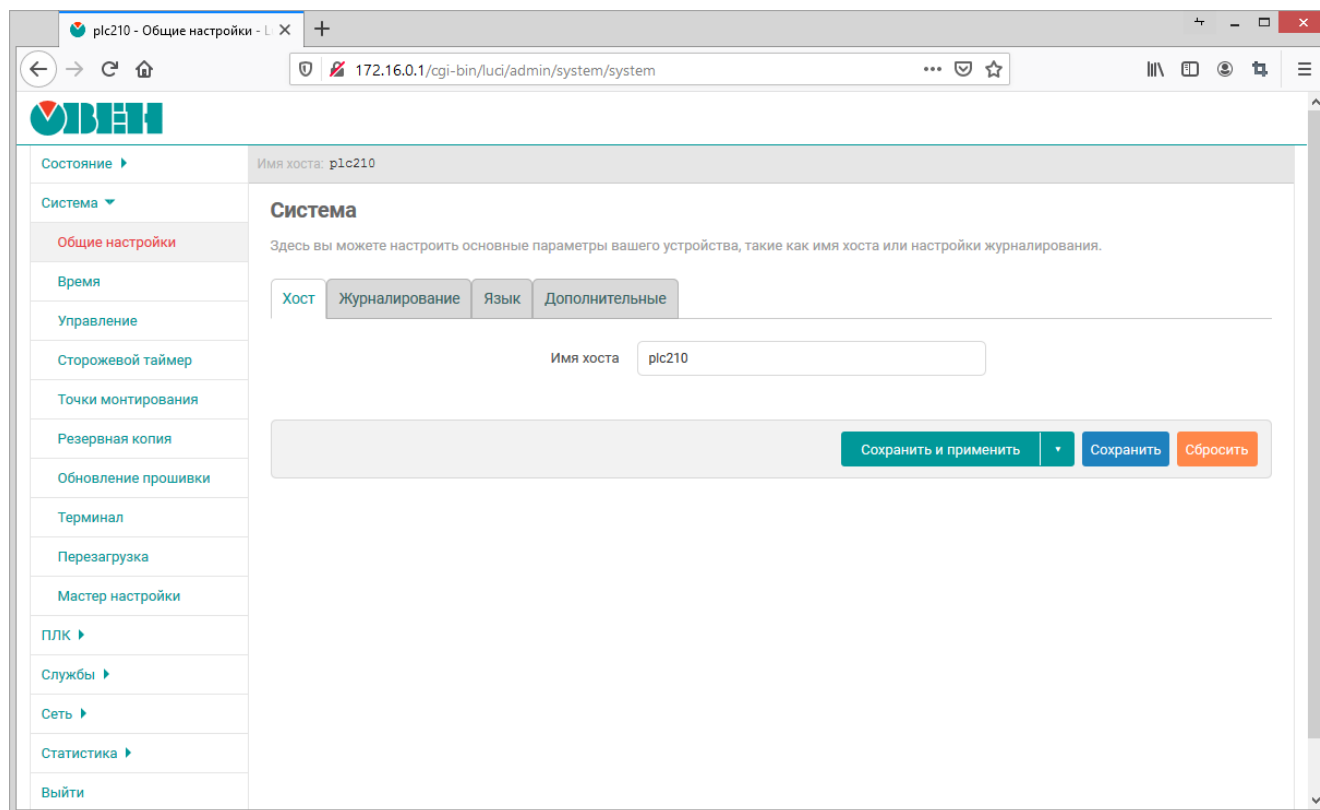 plc210 - Общие настройки - L
172.16.0.1/cgi-bin/luci/admin/system/system
ОВЕН
Состояние
Имя хоста: plc210
Система
Система
Общие настройки
Здесь вы можете настроить основные параметры вашего устройства, такие как имя хоста или настройки журналирования.
Время
Хост Журналирование Язык Дополнительные
Управление
Сторожевой таймер
Имя хоста plc210
Точки монтирования
Резервная копия
Сохранить и применить Сохранить Сбросить
Обновление прошивки
Терминал
Перезагрузка
Мастер настройки
ПЛК
Службы
Сеть
Статистика
Выйти